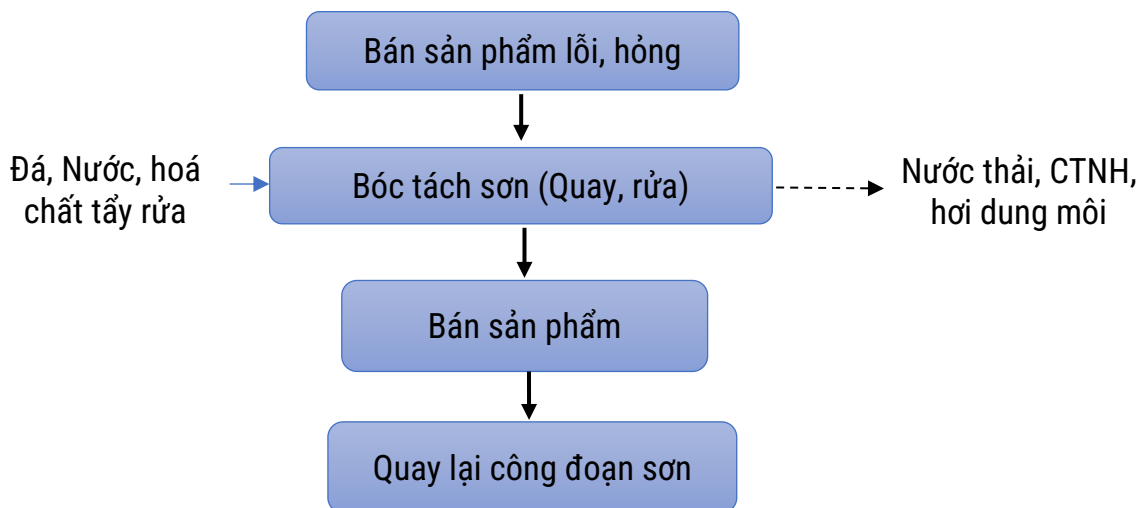 Bán sản phẩm lỗi, hỏng
Đá, Nước, hoá
chất tẩy rửa
Bóc tách sơn (Quay, rửa)
Nước thải, CTNH,
hơi dung môi
Bán sản phẩm
Quay lại công đoạn sơn